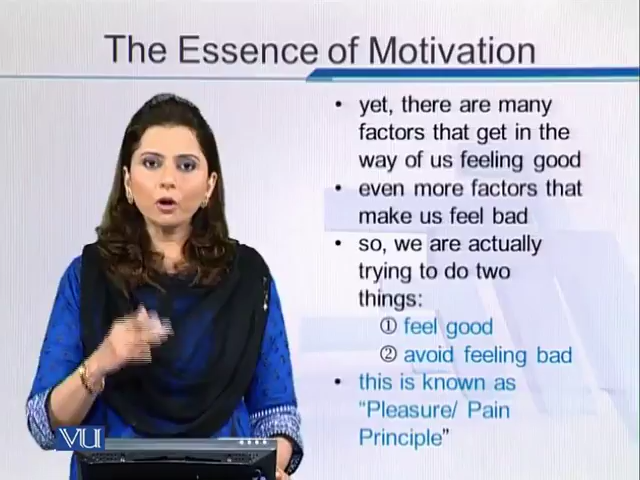 The Essence of Motivation
• yet, there are many
factors that get in the
way of us feeling good
• even more factors that
make us feel bad
• so, we are actually
trying to do two
things:
① feel good
② avoid feeling bad
• this is known as
“Pleasure/ Pain
Principle”
VU